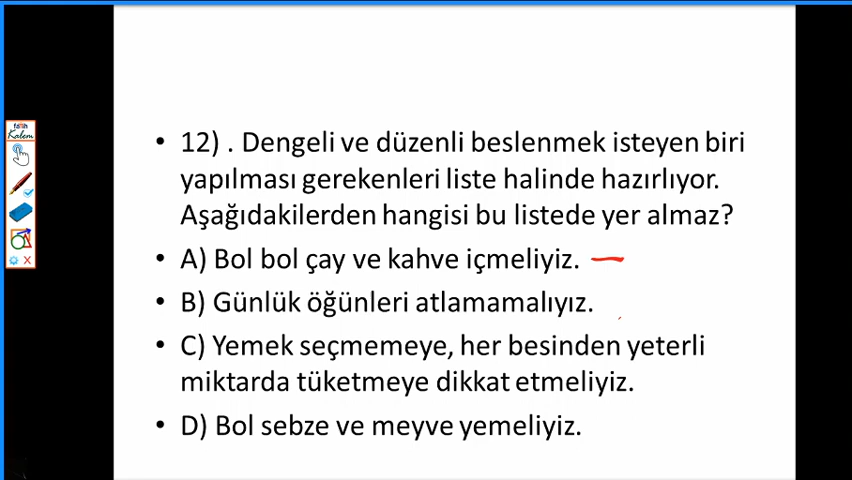 fatih
Kalem
• 12) . Dengeli ve düzenli beslenmek isteyen biri
yapılması gerekenleri liste halinde hazırlıyor.
Aşağıdakilerden hangisi bu listede yer almaz?
• A) Bol bol çay ve kahve içmeliyiz.
• B) Günlük öğünleri atlamamalıyız.
• C) Yemek seçmemeye, her besinden yeterli
miktarda tüketmeye dikkat etmeliyiz.
• D) Bol sebze ve meyve yemeliyiz.